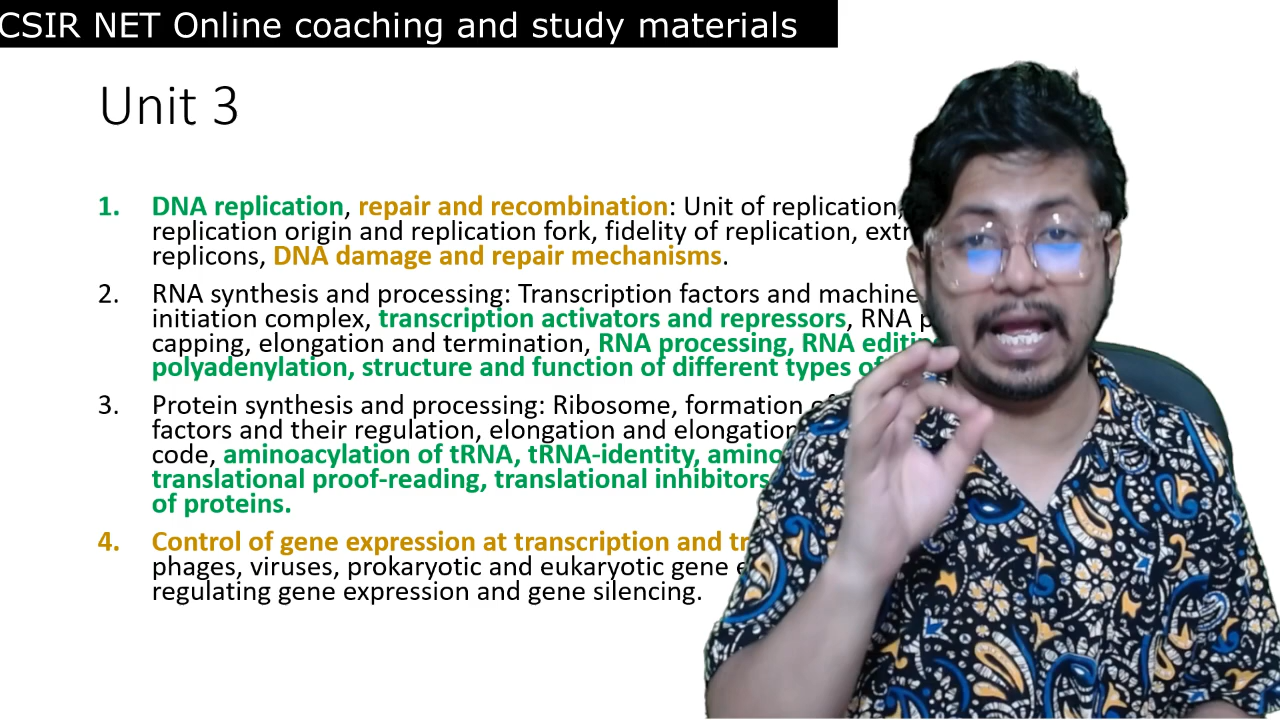 CSIR NET Online coaching and study materials
Unit 3
1. DNA replication, repair and recombination: Unit of replication,
replication origin and replication fork, fidelity of replication,
replicons, DNA damage and repair mechanisms.
2. RNA synthesis and processing: Transcription factors and
initiation complex, transcription activators and repressors, RNA
capping, elongation and termination, RNA processing, RNA
polyadenylation, structure and function of different types of
3. Protein synthesis and processing: Ribosome, formation of
factors and their regulation, elongation and elongation
code, aminoacylation of tRNA, tRNA-identity,
translational proof-reading, translational inhibitors
of proteins.
4. Control of gene expression at transcription and
phages, viruses, prokaryotic and eukaryotic gene
regulating gene expression and gene silencing.